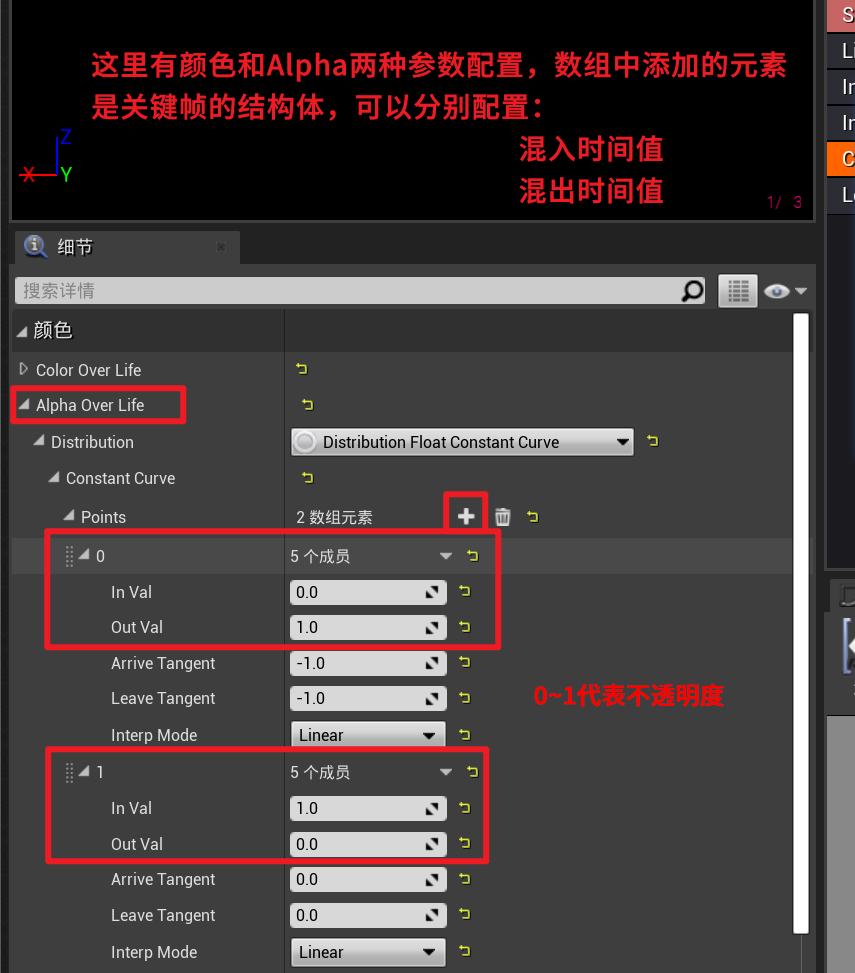 这里有颜色和Alpha两种参数配置，数组中添加的元素
是关键帧的结构体，可以分别配置：
混入时间值
混出时间值
Z
X
Y
1/ 3
细节
搜索详情
颜色
Color Over Life
Alpha Over Life
Distribution
Distribution Float Constant Curve
Constant Curve
Points
2 数组元素
0
5 个成员
In Val
0.0
Out Val
1.0
Arrive Tangent
-1.0
Leave Tangent
-1.0
0~1代表不透明度
Interp Mode
Linear
1
5 个成员
In Val
1.0
Out Val
0.0
Arrive Tangent
0.0
Leave Tangent
0.0
Interp Mode
Linear